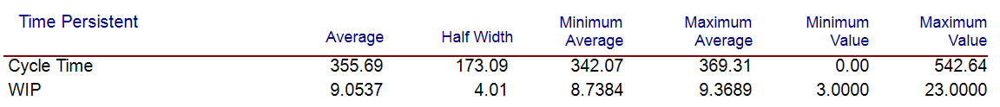 Time Persistent
Average Half Width Minimum Average Maximum Average Minimum Value Maximum Value
Cycle Time 355.69 173.09 342.07 369.31 0.00 542.64
WIP 9.0537 4.01 8.7384 9.3689 3.0000 23.0000